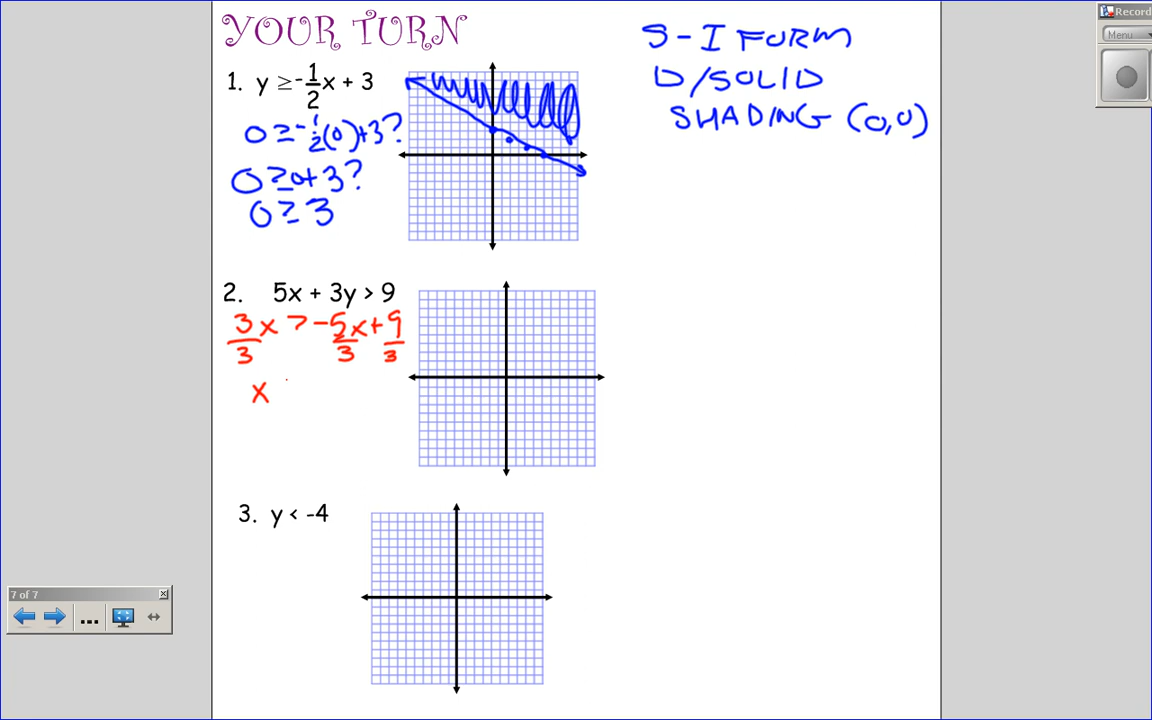 YOUR TURN
S-I FORM
D/SOLID
SHADING (0,0)
1. y ≥ -1/2x + 3
0 ≥ -1/2(0)+3?
0 ≥ 0+3?
0 ≥ 3
2. 5x + 3y > 9
3x > -5x+9
3 3 3
x
3. y < -4
Record
Menu
7 of 7
...